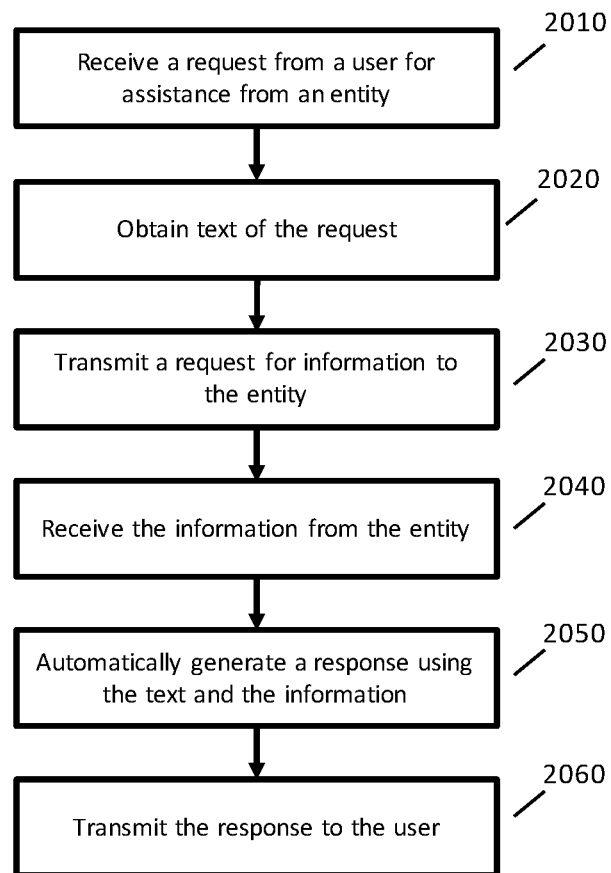 2010
Receive a request from a user for
assistance from an entity
2020
Obtain text of the request
2030
Transmit a request for information to
the entity
2040
Receive the information from the entity
2050
Automatically generate a response using
the text and the information
2060
Transmit the response to the user